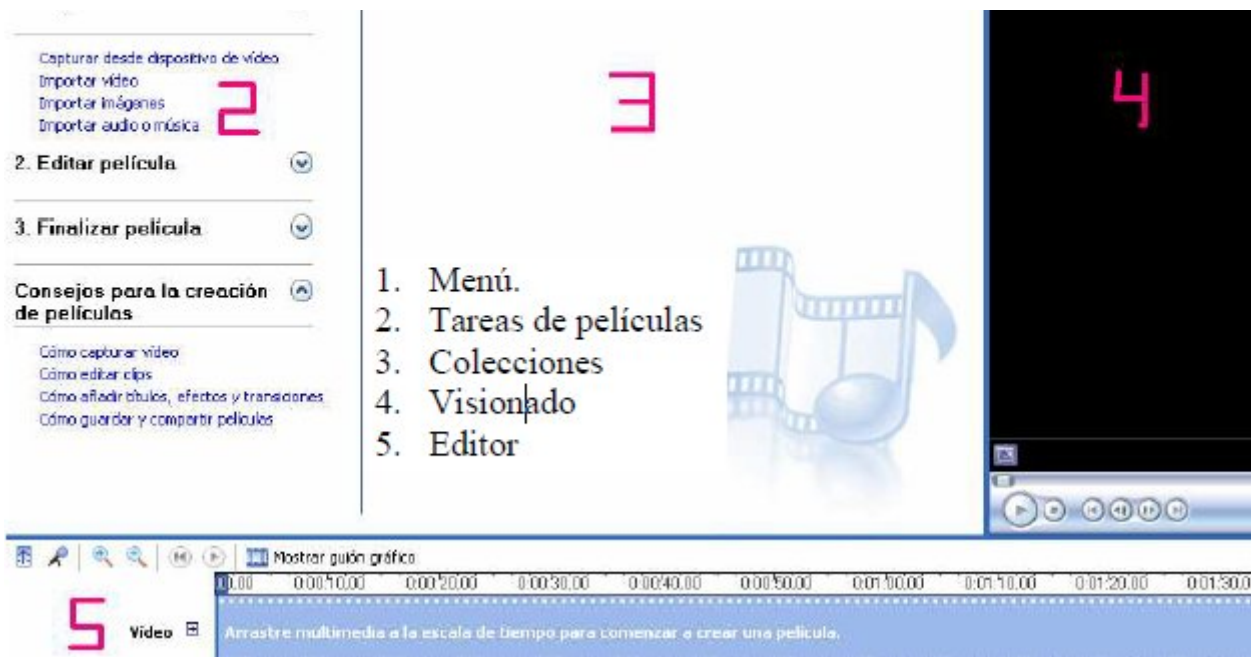 Capturar desde dispositivo de vídeo
Importar vídeo
Importar imágenes
Importar audio o música
2
3
4
2. Editar película
3. Finalizar película
Consejos para la creación
de películas
Cómo capturar vídeo
Cómo editar clips
Cómo añadir títulos, efectos y transiciones
Cómo guardar y compartir películas
1. Menú.
2. Tareas de películas
3. Colecciones
4. Visionado
5. Editor
Mostrar guión gráfico
0:00:10.00 0:00:20.00 0:00:30.00 0:00:40.00 0:00:50.00 0:01:00.00 0:01:10.00 0:01:20.00
5
Vídeo
Arrastre multimedia a la escala de tiempo para comenzar a crear una película.